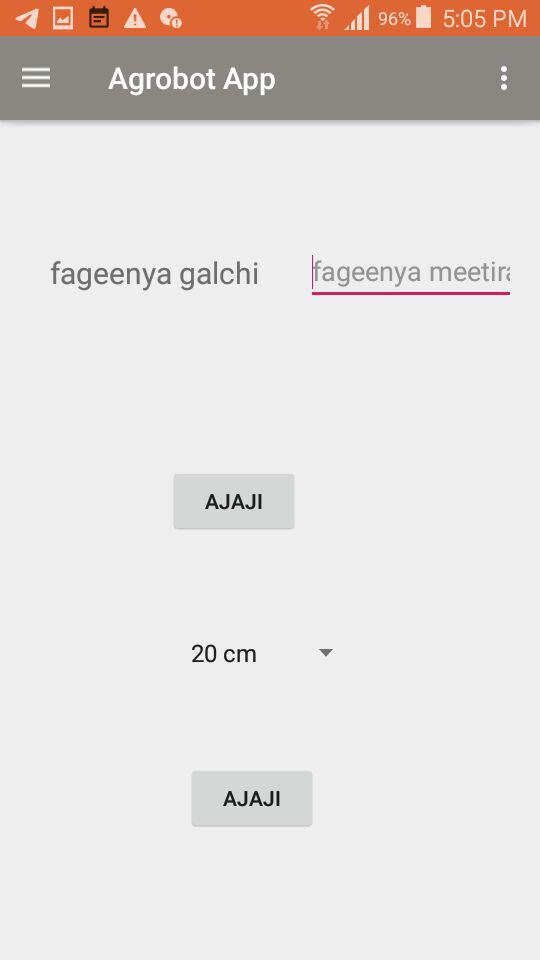 96% 5:05 PM
Agrobot App
fageenya galchi fageenya meetira
AJAJI
20 cm
AJAJI